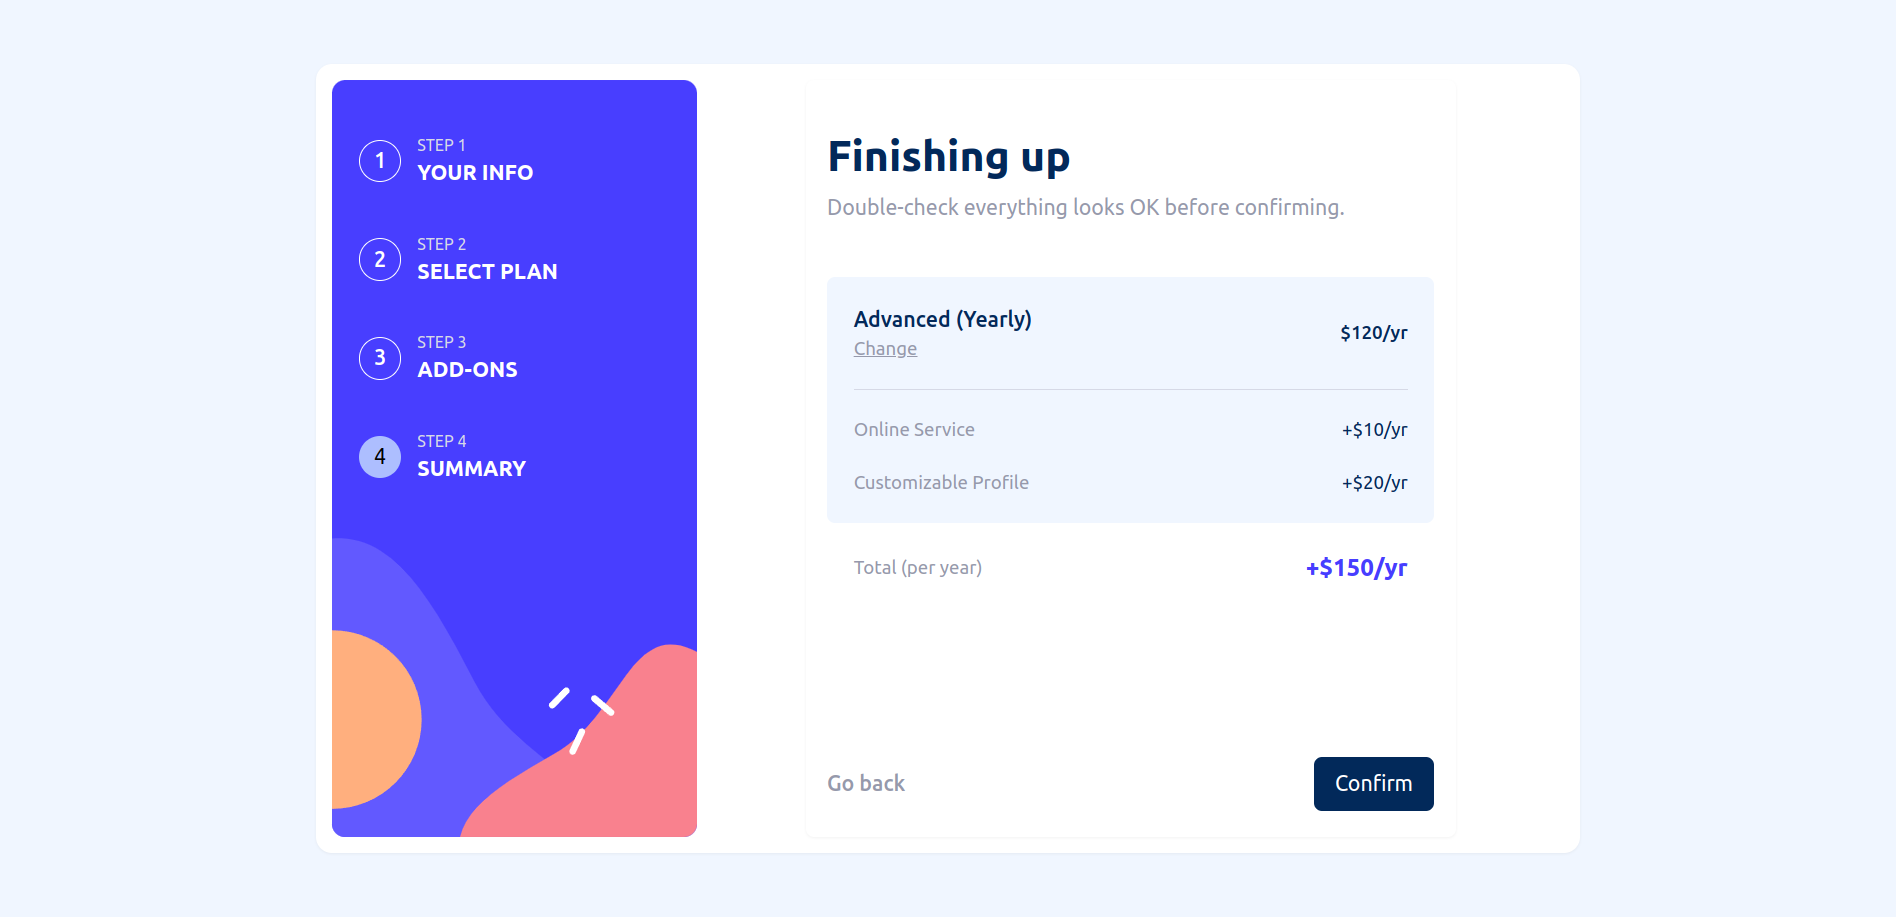 1
STEP 1
YOUR INFO
2
STEP 2
SELECT PLAN
3
STEP 3
ADD-ONS
4
STEP 4
SUMMARY
Finishing up
Double-check everything looks OK before confirming.
Advanced (Yearly)
Change
$120/yr
Online Service +$10/yr
Customizable Profile +$20/yr
Total (per year) +$150/yr
Go back Confirm